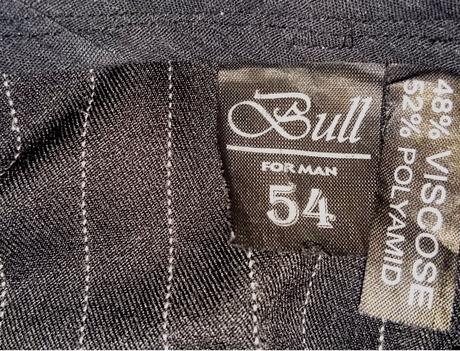 Bull
FOR MAN
54
48% VISCOSE
52% POLYAMID